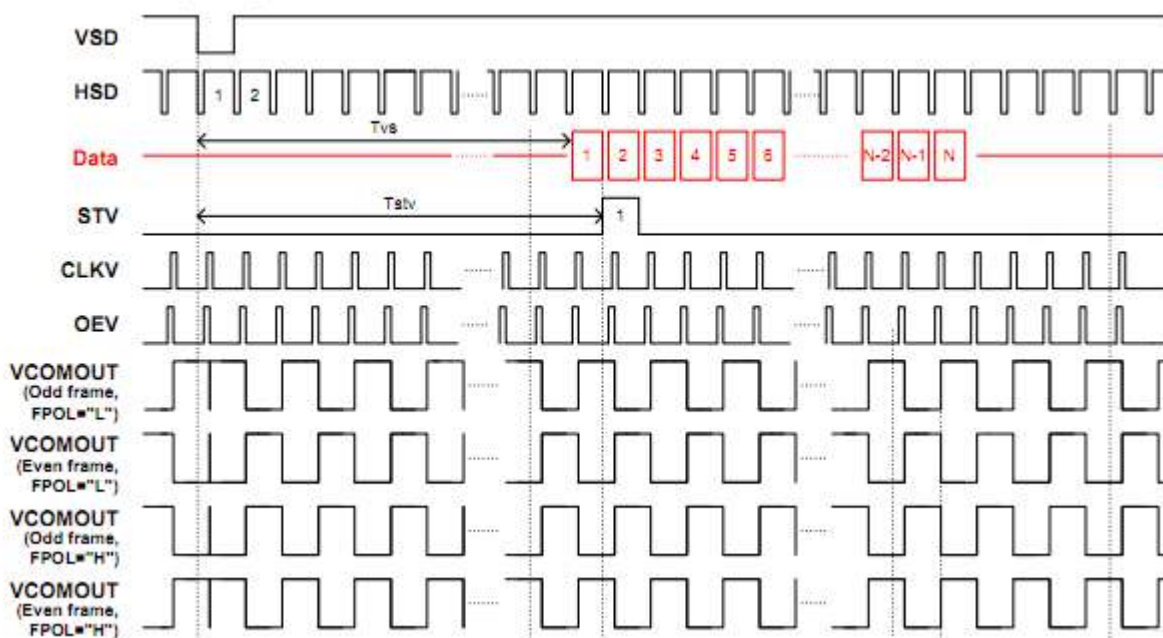 VSD
HSD
1 2
Tvs
Data
1 2 3 4 5 6 N-2 N-1 N
Tstv
STV
1
CLKV
OEV
VCOMOUT
(Odd frame,
FPOL="L")
VCOMOUT
(Even frame,
FPOL="L")
VCOMOUT
(Odd frame,
FPOL="H")
VCOMOUT
(Even frame,
FPOL="H")